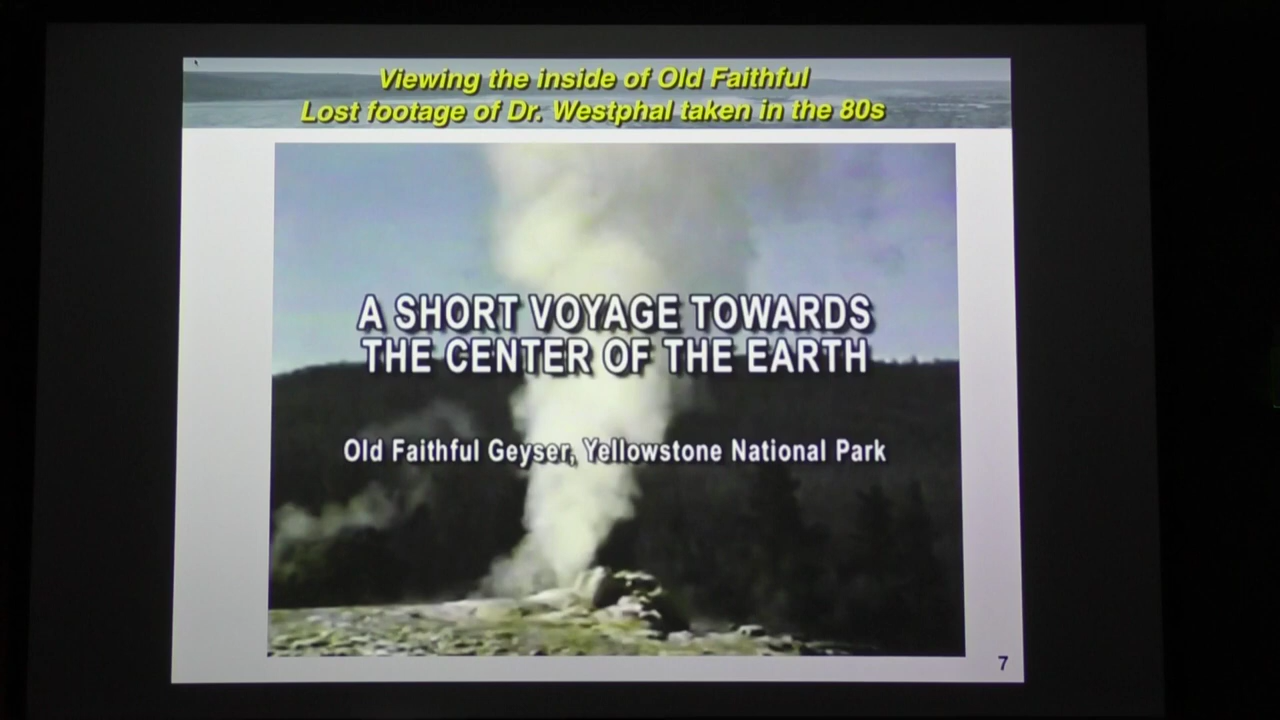 Viewing the inside of Old Faithful
Lost footage of Dr. Westphal taken in the 80s
A SHORT VOYAGE TOWARDS
THE CENTER OF THE EARTH
Old Faithful Geyser, Yellowstone National Park
7